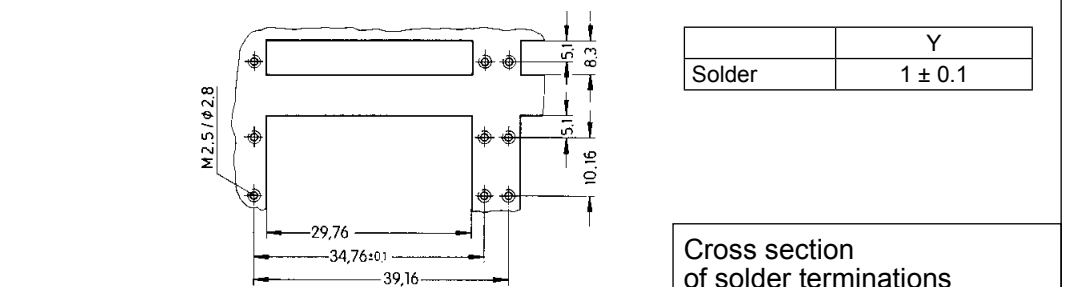 5.1
8.3
Y
Solder 1 ± 0.1
M2.5/⌀2.8
5.1
10.16
29,76
34,76±0,1
39,16
Cross section
of solder terminations